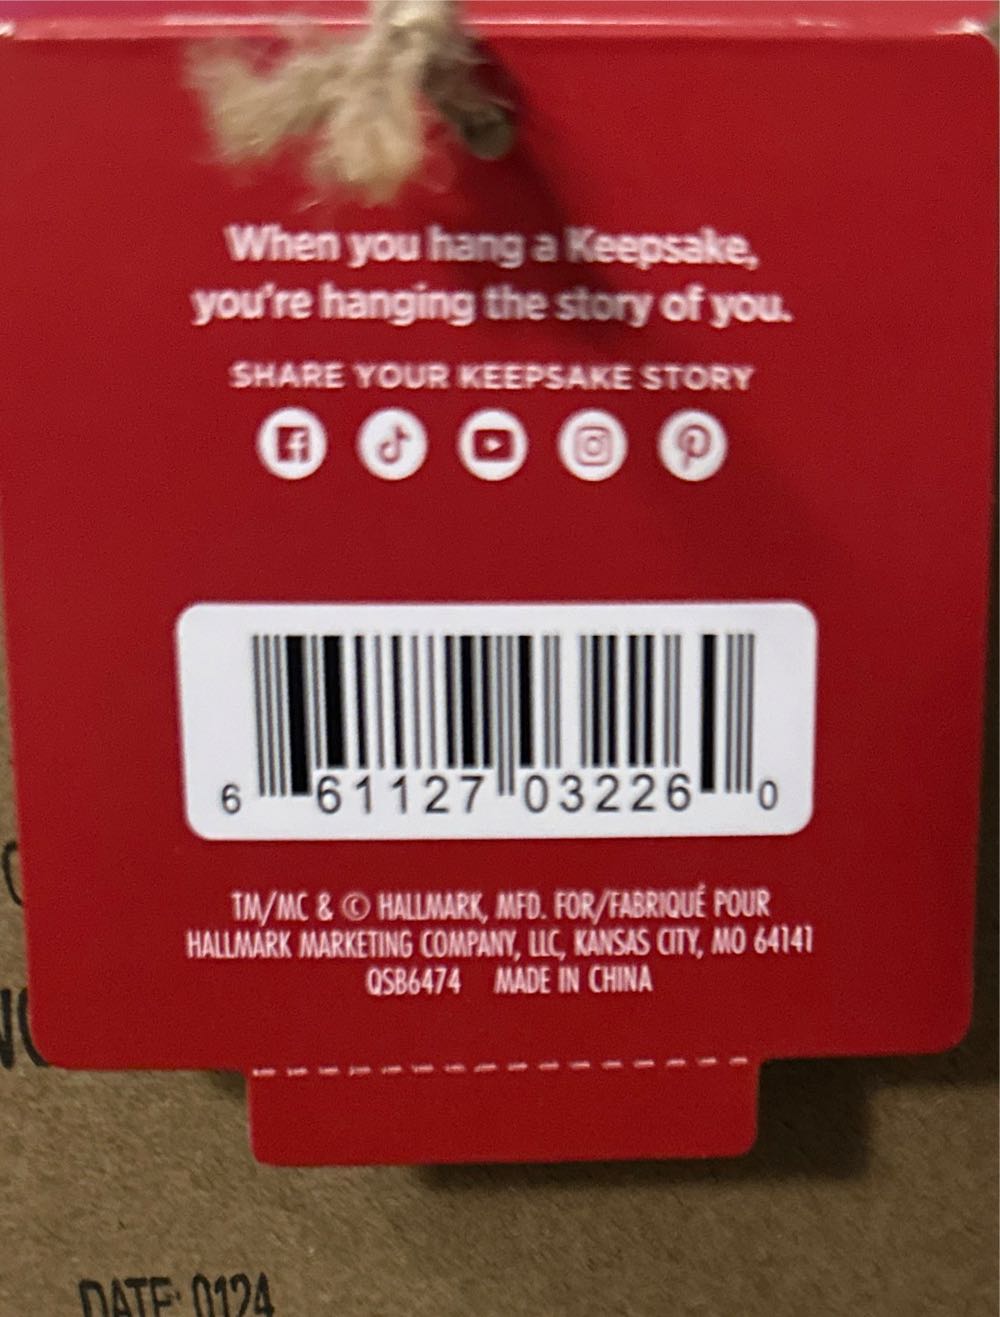 When you hang a Keepsake,
you're hanging the story of you.
SHARE YOUR KEEPSAKE STORY
6 61127 03226 0
TM/MC & © HALLMARK, MFD. FOR/FABRIQUÉ POUR
HALLMARK MARKETING COMPANY, LLC, KANSAS CITY, MO 64141
QSB6474 MADE IN CHINA
DATE: 0124